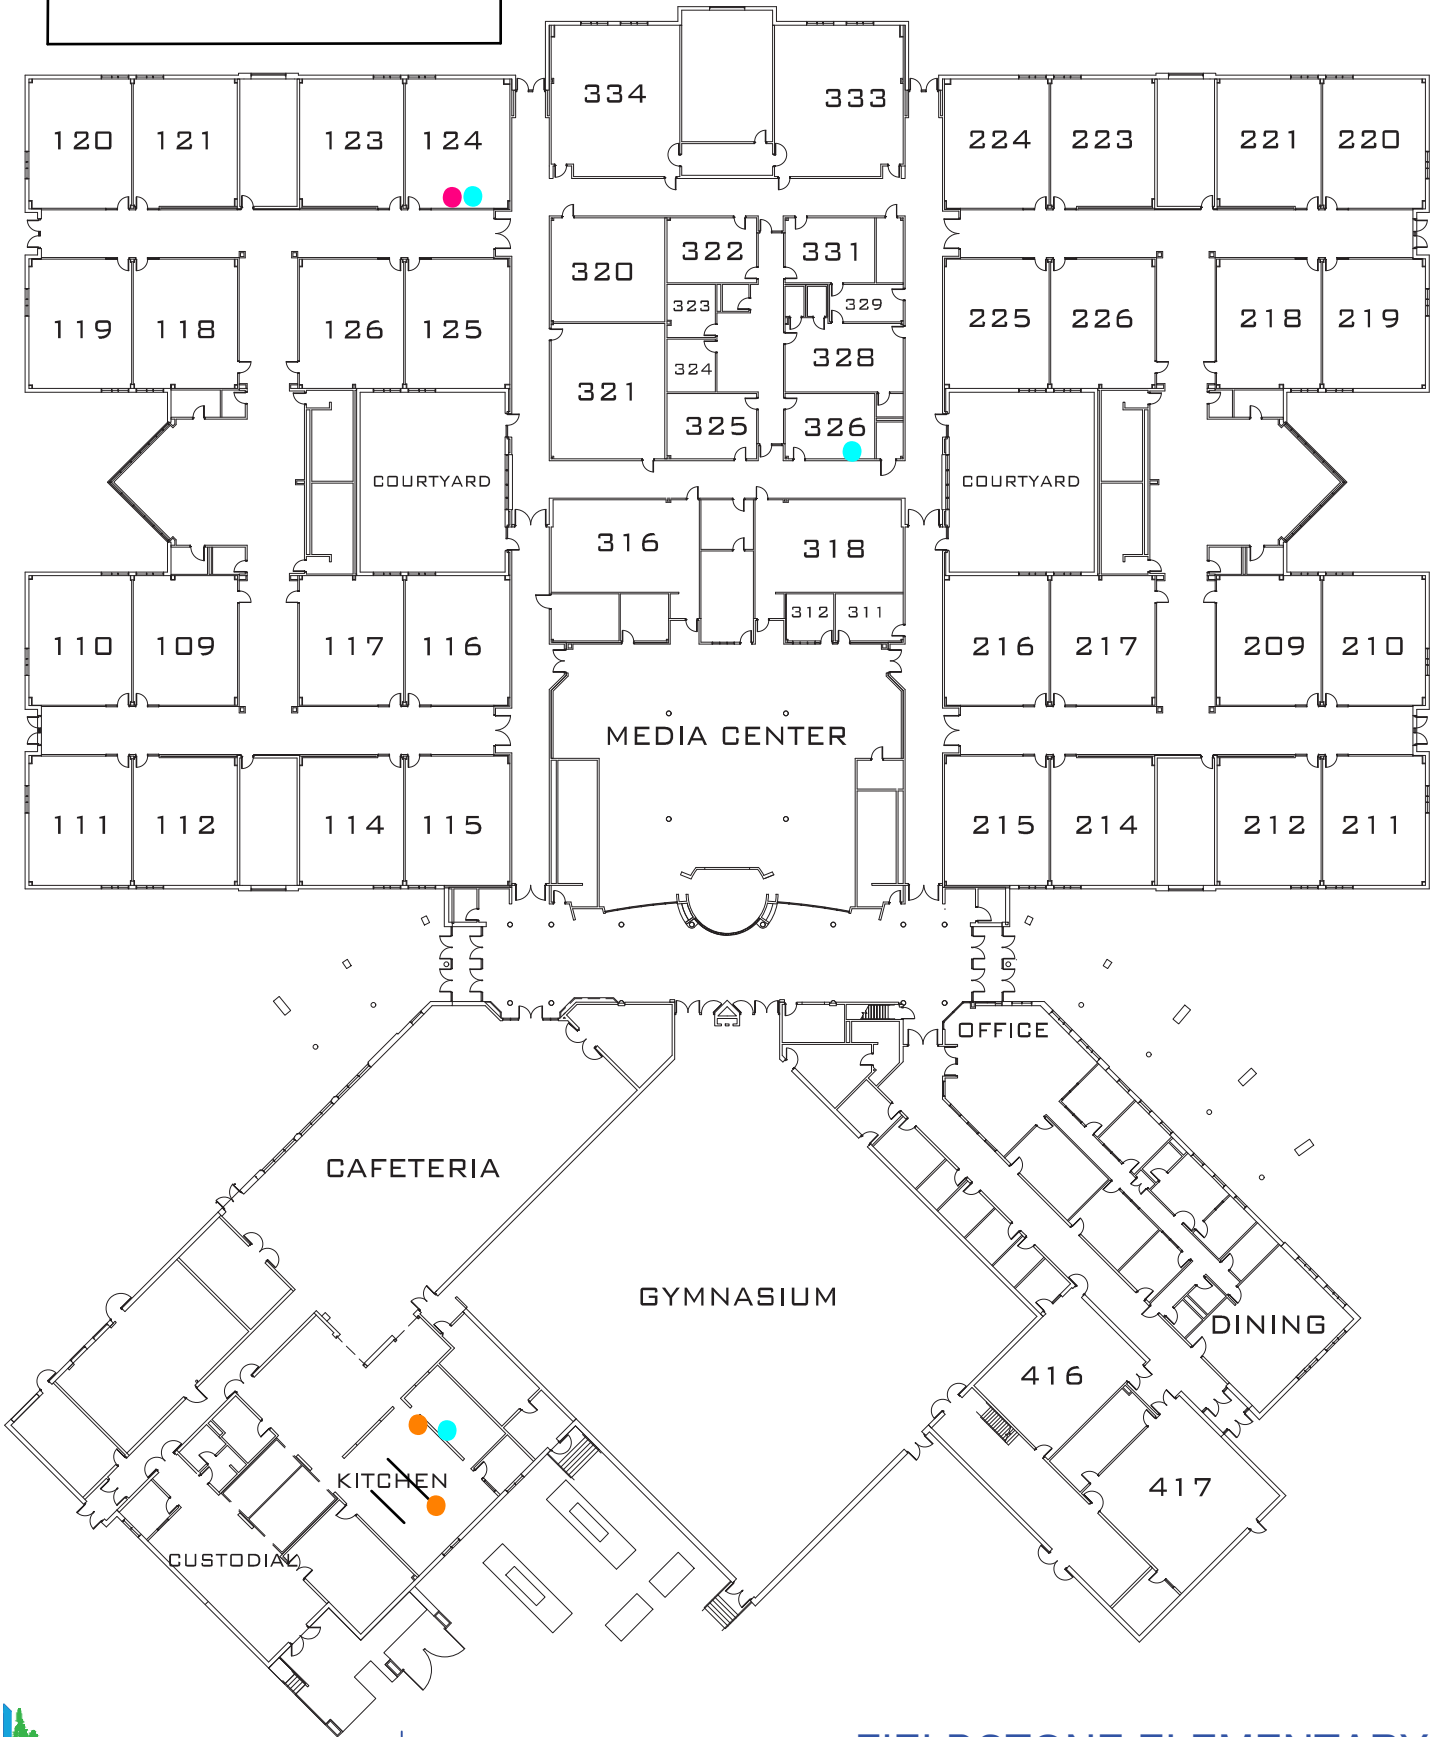 334
333
120 121 123 124
224 223 221 220
322 331
320
323 329
119 118 126 125
225 226 218 219
328
324
321
325 326
COURTYARD
COURTYARD
316 318
312 311
110 109 117 116
216 217 209 210
MEDIA CENTER
111 112 114 115
215 214 212 211
OFFICE
CAFETERIA
GYMNASIUM
DINING
416
KITCHEN
417
CUSTODIAL
FIELDSTONE ELEMENTARY